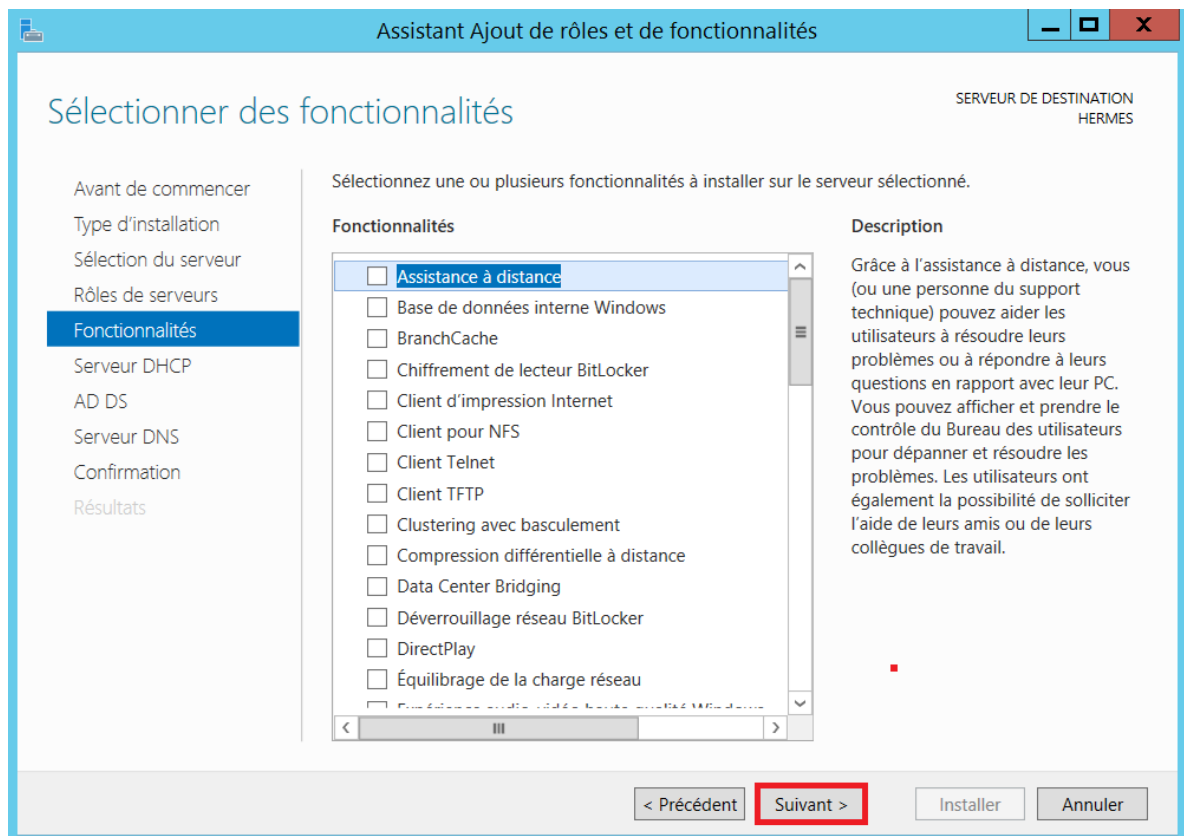 Assistant Ajout de rôles et de fonctionnalités
Sélectionner des fonctionnalités
SERVEUR DE DESTINATION
HERMES
Avant de commencer
Type d'installation
Sélection du serveur
Rôles de serveurs
Fonctionnalités
Serveur DHCP
AD DS
Serveur DNS
Confirmation
Résultats
Sélectionnez une ou plusieurs fonctionnalités à installer sur le serveur sélectionné.
Fonctionnalités
Assistance à distance
Base de données interne Windows
BranchCache
Chiffrement de lecteur BitLocker
Client d'impression Internet
Client pour NFS
Client Telnet
Client TFTP
Clustering avec basculement
Compression différentielle à distance
Data Center Bridging
Déverrouillage réseau BitLocker
DirectPlay
Équilibrage de la charge réseau
Expérience audio-vidéo haute qualité Windows
Description
Grâce à l'assistance à distance, vous
(ou une personne du support
technique) pouvez aider les
utilisateurs à résoudre leurs
problèmes ou à répondre à leurs
questions en rapport avec leur PC.
Vous pouvez afficher et prendre le
contrôle du Bureau des utilisateurs
pour dépanner et résoudre les
problèmes. Les utilisateurs ont
également la possibilité de solliciter
l'aide de leurs amis ou de leurs
collègues de travail.
< Précédent
Suivant >
Installer
Annuler